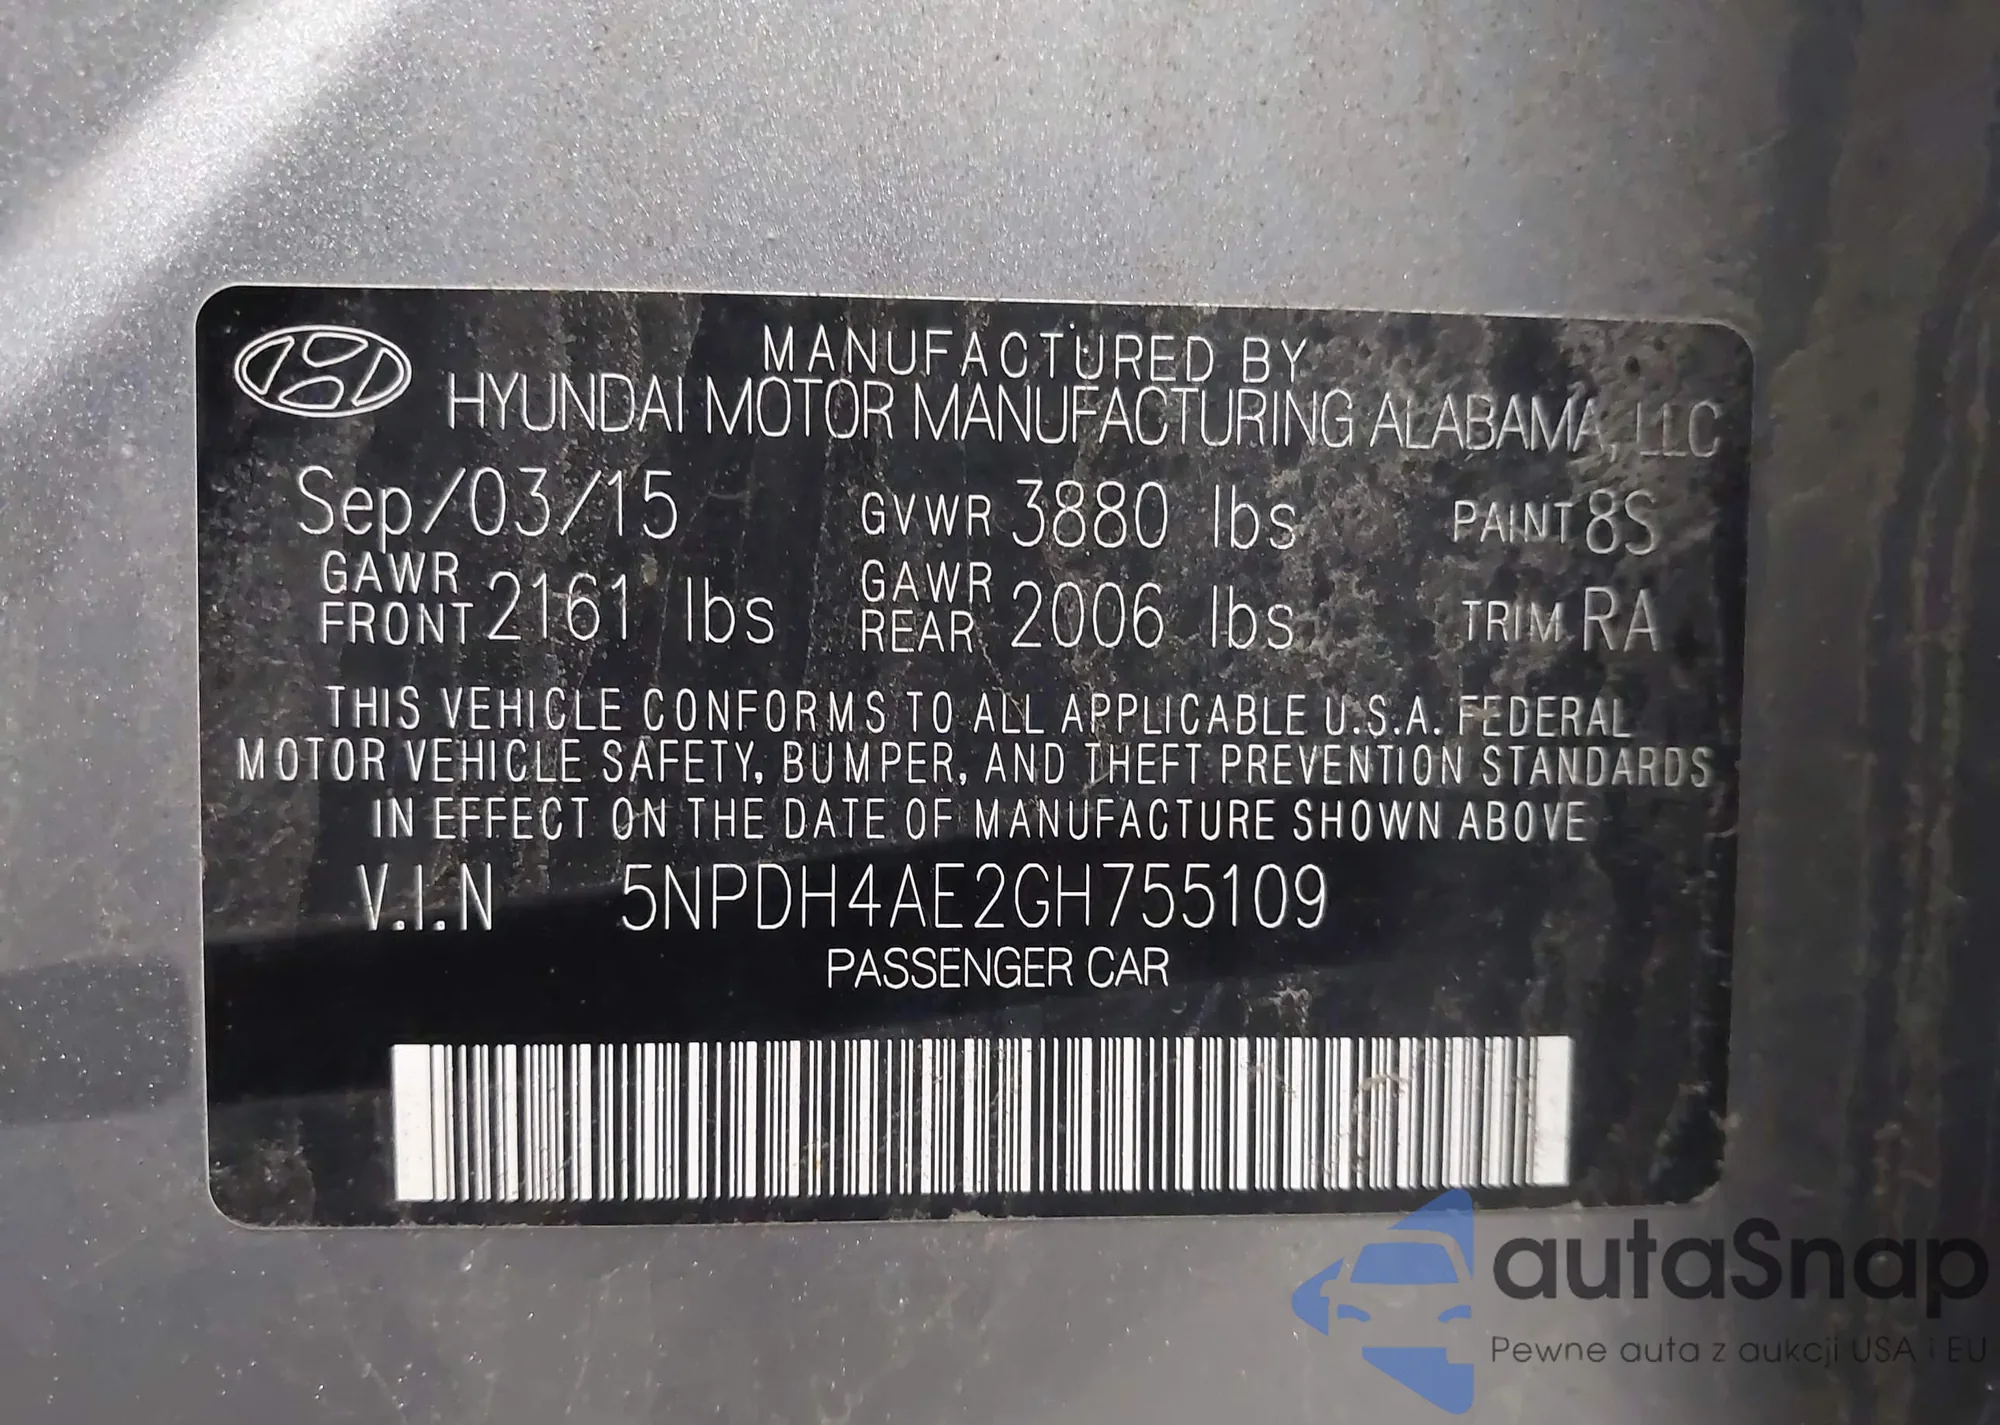 MANUFACTURED BY
HYUNDAI MOTOR MANUFACTURING ALABAMA, LLC
Sep/03/15 GVWR 3880 lbs PAINT 8S
GAWR FRONT 2161 lbs GAWR REAR 2006 lbs TRIM RA
THIS VEHICLE CONFORMS TO ALL APPLICABLE U.S.A. FEDERAL
MOTOR VEHICLE SAFETY, BUMPER, AND THEFT PREVENTION STANDARDS
IN EFFECT ON THE DATE OF MANUFACTURE SHOWN ABOVE
V.I.N 5NPDH4AE2GH755109
PASSENGER CAR
autaSnap
Pewne auta z aukcji USA i EU